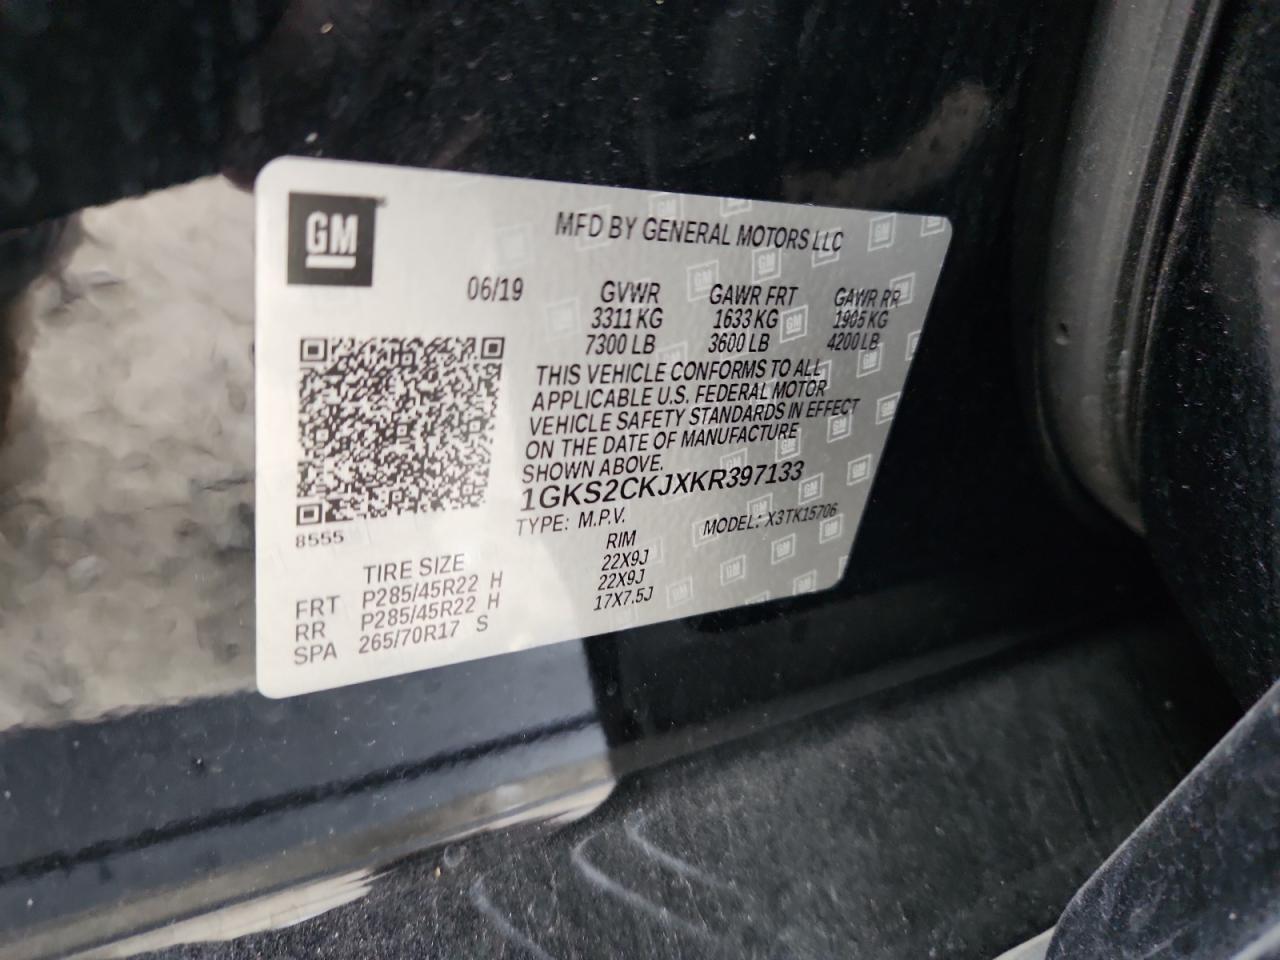 GM
MFD BY GENERAL MOTORS LLC
06/19 GVWR GAWR FRT GAWR RR
3311 KG 1633 KG 1905 KG
7300 LB 3600 LB 4200 LB
THIS VEHICLE CONFORMS TO ALL
APPLICABLE U.S. FEDERAL MOTOR
VEHICLE SAFETY STANDARDS IN EFFECT
ON THE DATE OF MANUFACTURE
SHOWN ABOVE.
1GKS2CKJXKR397133
8555
TYPE: M.P.V. MODEL: X3TK15706
TIRE SIZE RIM
FRT P285/45R22 H 22X9J
RR P285/45R22 H 22X9J
SPA 265/70R17 S 17X7.5J